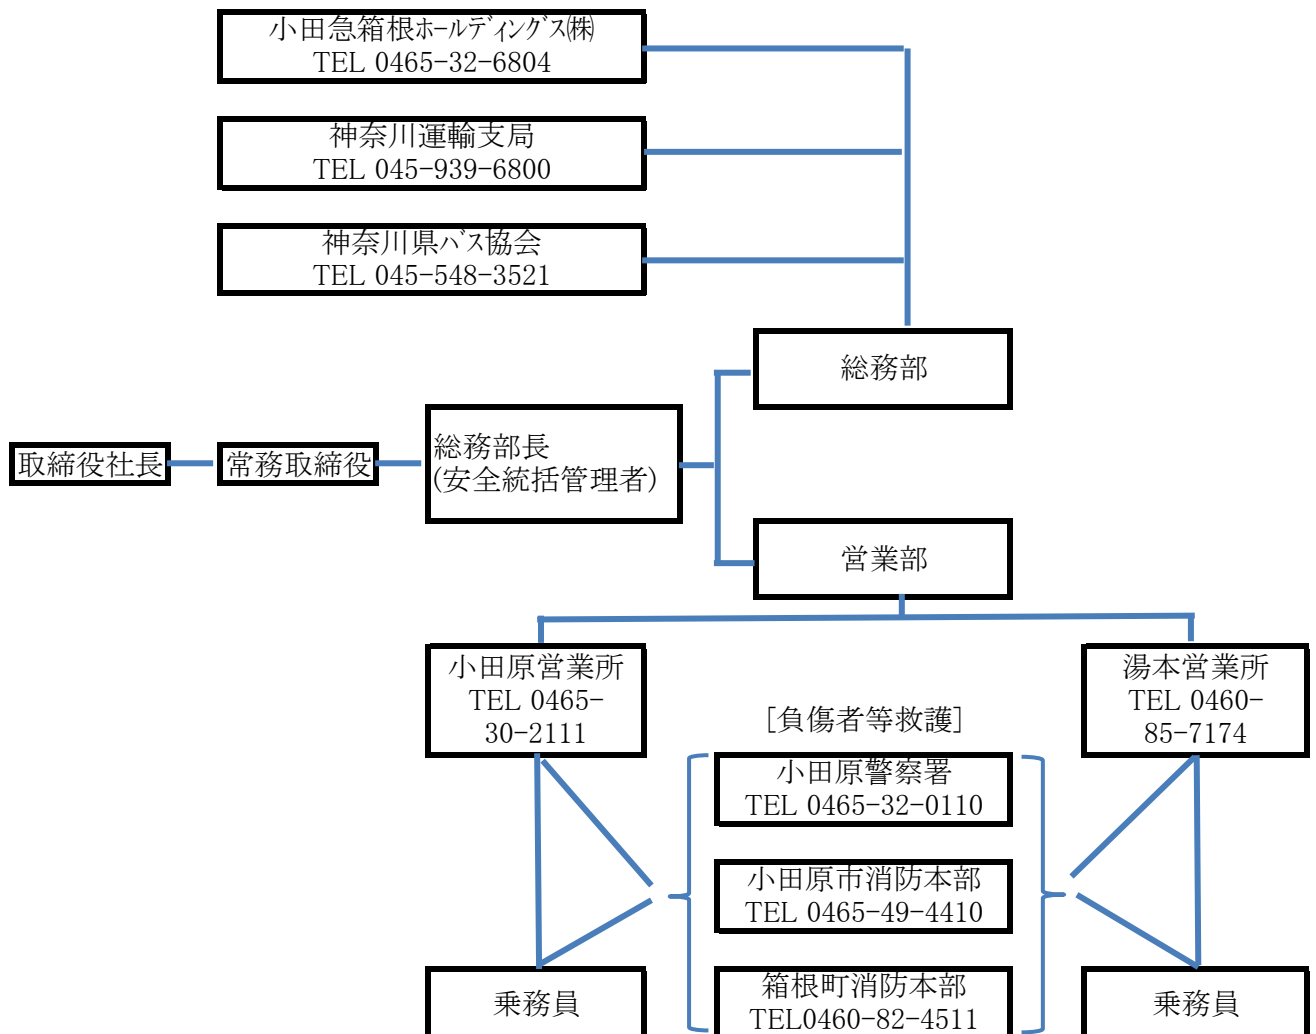 小田急箱根ﾎｰﾙﾃﾞｨﾝｸﾞｽ㈱
TEL 0465-32-6804
神奈川運輸支局
TEL 045-939-6800
神奈川県ﾊﾞｽ協会
TEL 045-548-3521
総務部
取締役社長
常務取締役
総務部長
(安全統括管理者)
営業部
小田原営業所
TEL 0465-
30-2111
湯本営業所
TEL 0460-
85-7174
[負傷者等救護]
小田原警察署
TEL 0465-32-0110
小田原市消防本部
TEL 0465-49-4410
乗務員
箱根町消防本部
TEL0460-82-4511
乗務員